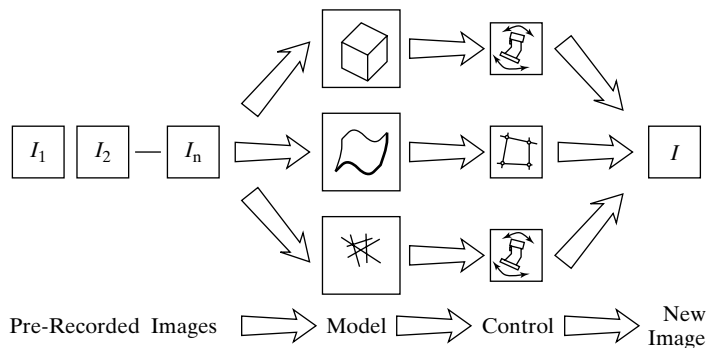 I₁ I₂ — Iₙ I
Pre-Recorded Images Model Control New
Image